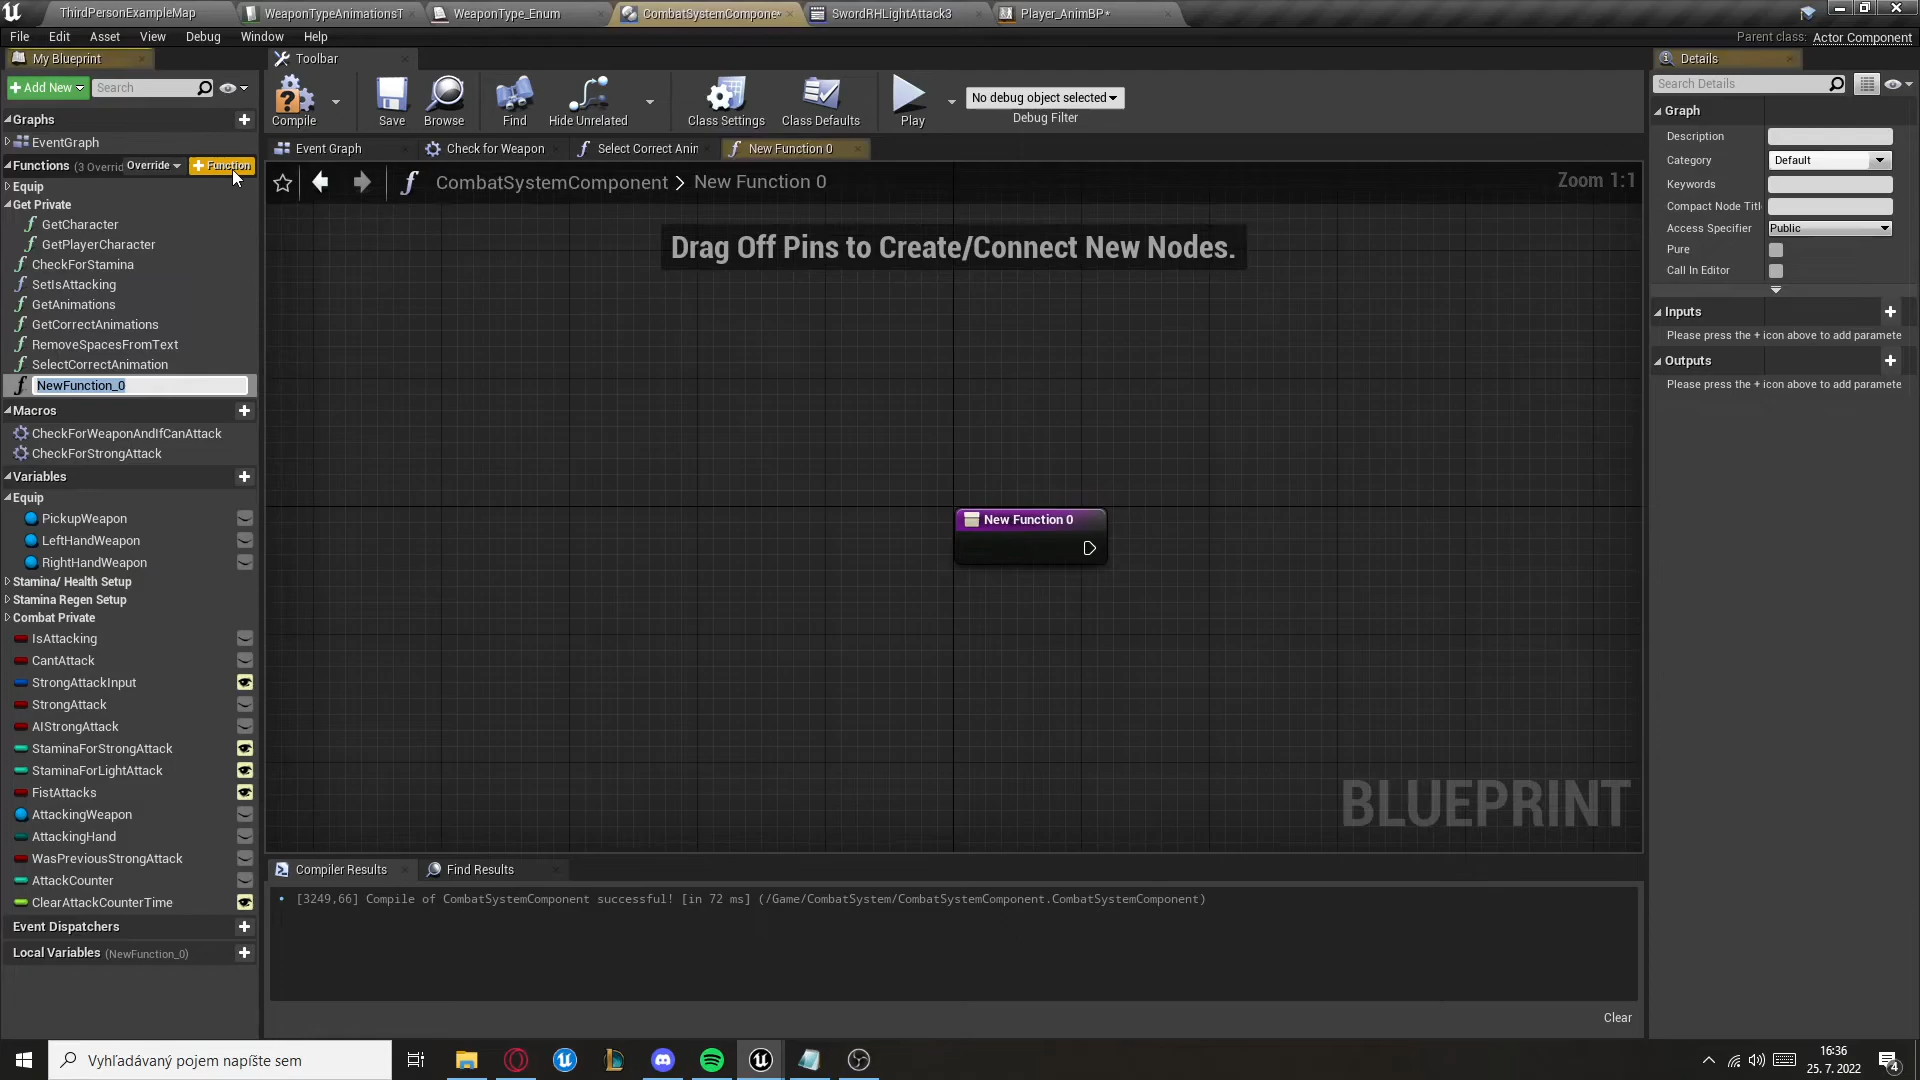 ThirdPersonExampleMap
WeaponTypeAnimationsT
WeaponType_Enum
CombatSystemCompone*
SwordRHLightAttack3
Player_AnimBP*
File
Edit
Asset
View
Debug
Window
Help
Parent class: Actor Component
My Blueprint
Toolbar
Details
Add New
Search
Compile
Save
Browse
Find
Hide Unrelated
Class Settings
Class Defaults
Play
No debug object selected
Debug Filter
Search Details
Graphs
EventGraph
Functions (3 Overrid
Override
Function
Equip
Get Private
GetCharacter
GetPlayerCharacter
CheckForStamina
SetIsAttacking
GetAnimations
GetCorrectAnimations
RemoveSpacesFromText
SelectCorrectAnimation
NewFunction_0
Macros
CheckForWeaponAndIfCanAttack
CheckForStrongAttack
Variables
Equip
PickupWeapon
LeftHandWeapon
RightHandWeapon
Stamina/ Health Setup
Stamina Regen Setup
Combat Private
IsAttacking
CantAttack
StrongAttackInput
StrongAttack
AIStrongAttack
StaminaForStrongAttack
StaminaForLightAttack
FistAttacks
AttackingWeapon
AttackingHand
WasPreviousStrongAttack
AttackCounter
ClearAttackCounterTime
Event Dispatchers
Local Variables (NewFunction_0)
Event Graph
Check for Weapon
Select Correct Anin
New Function 0
CombatSystemComponent > New Function 0
Zoom 1:1
Drag Off Pins to Create/Connect New Nodes.
New Function 0
BLUEPRINT
Compiler Results
Find Results
[3249,66] Compile of CombatSystemComponent successful! [in 72 ms] (/Game/CombatSystem/CombatSystemComponent.CombatSystemComponent)
Clear
Graph
Description
Category
Default
Keywords
Compact Node Titl
Access Specifier
Public
Pure
Call In Editor
Inputs
Please press the + icon above to add paramete
Outputs
Please press the + icon above to add paramete
Vyhľadávaný pojem napíšte sem
16:36
25. 7. 2022
4